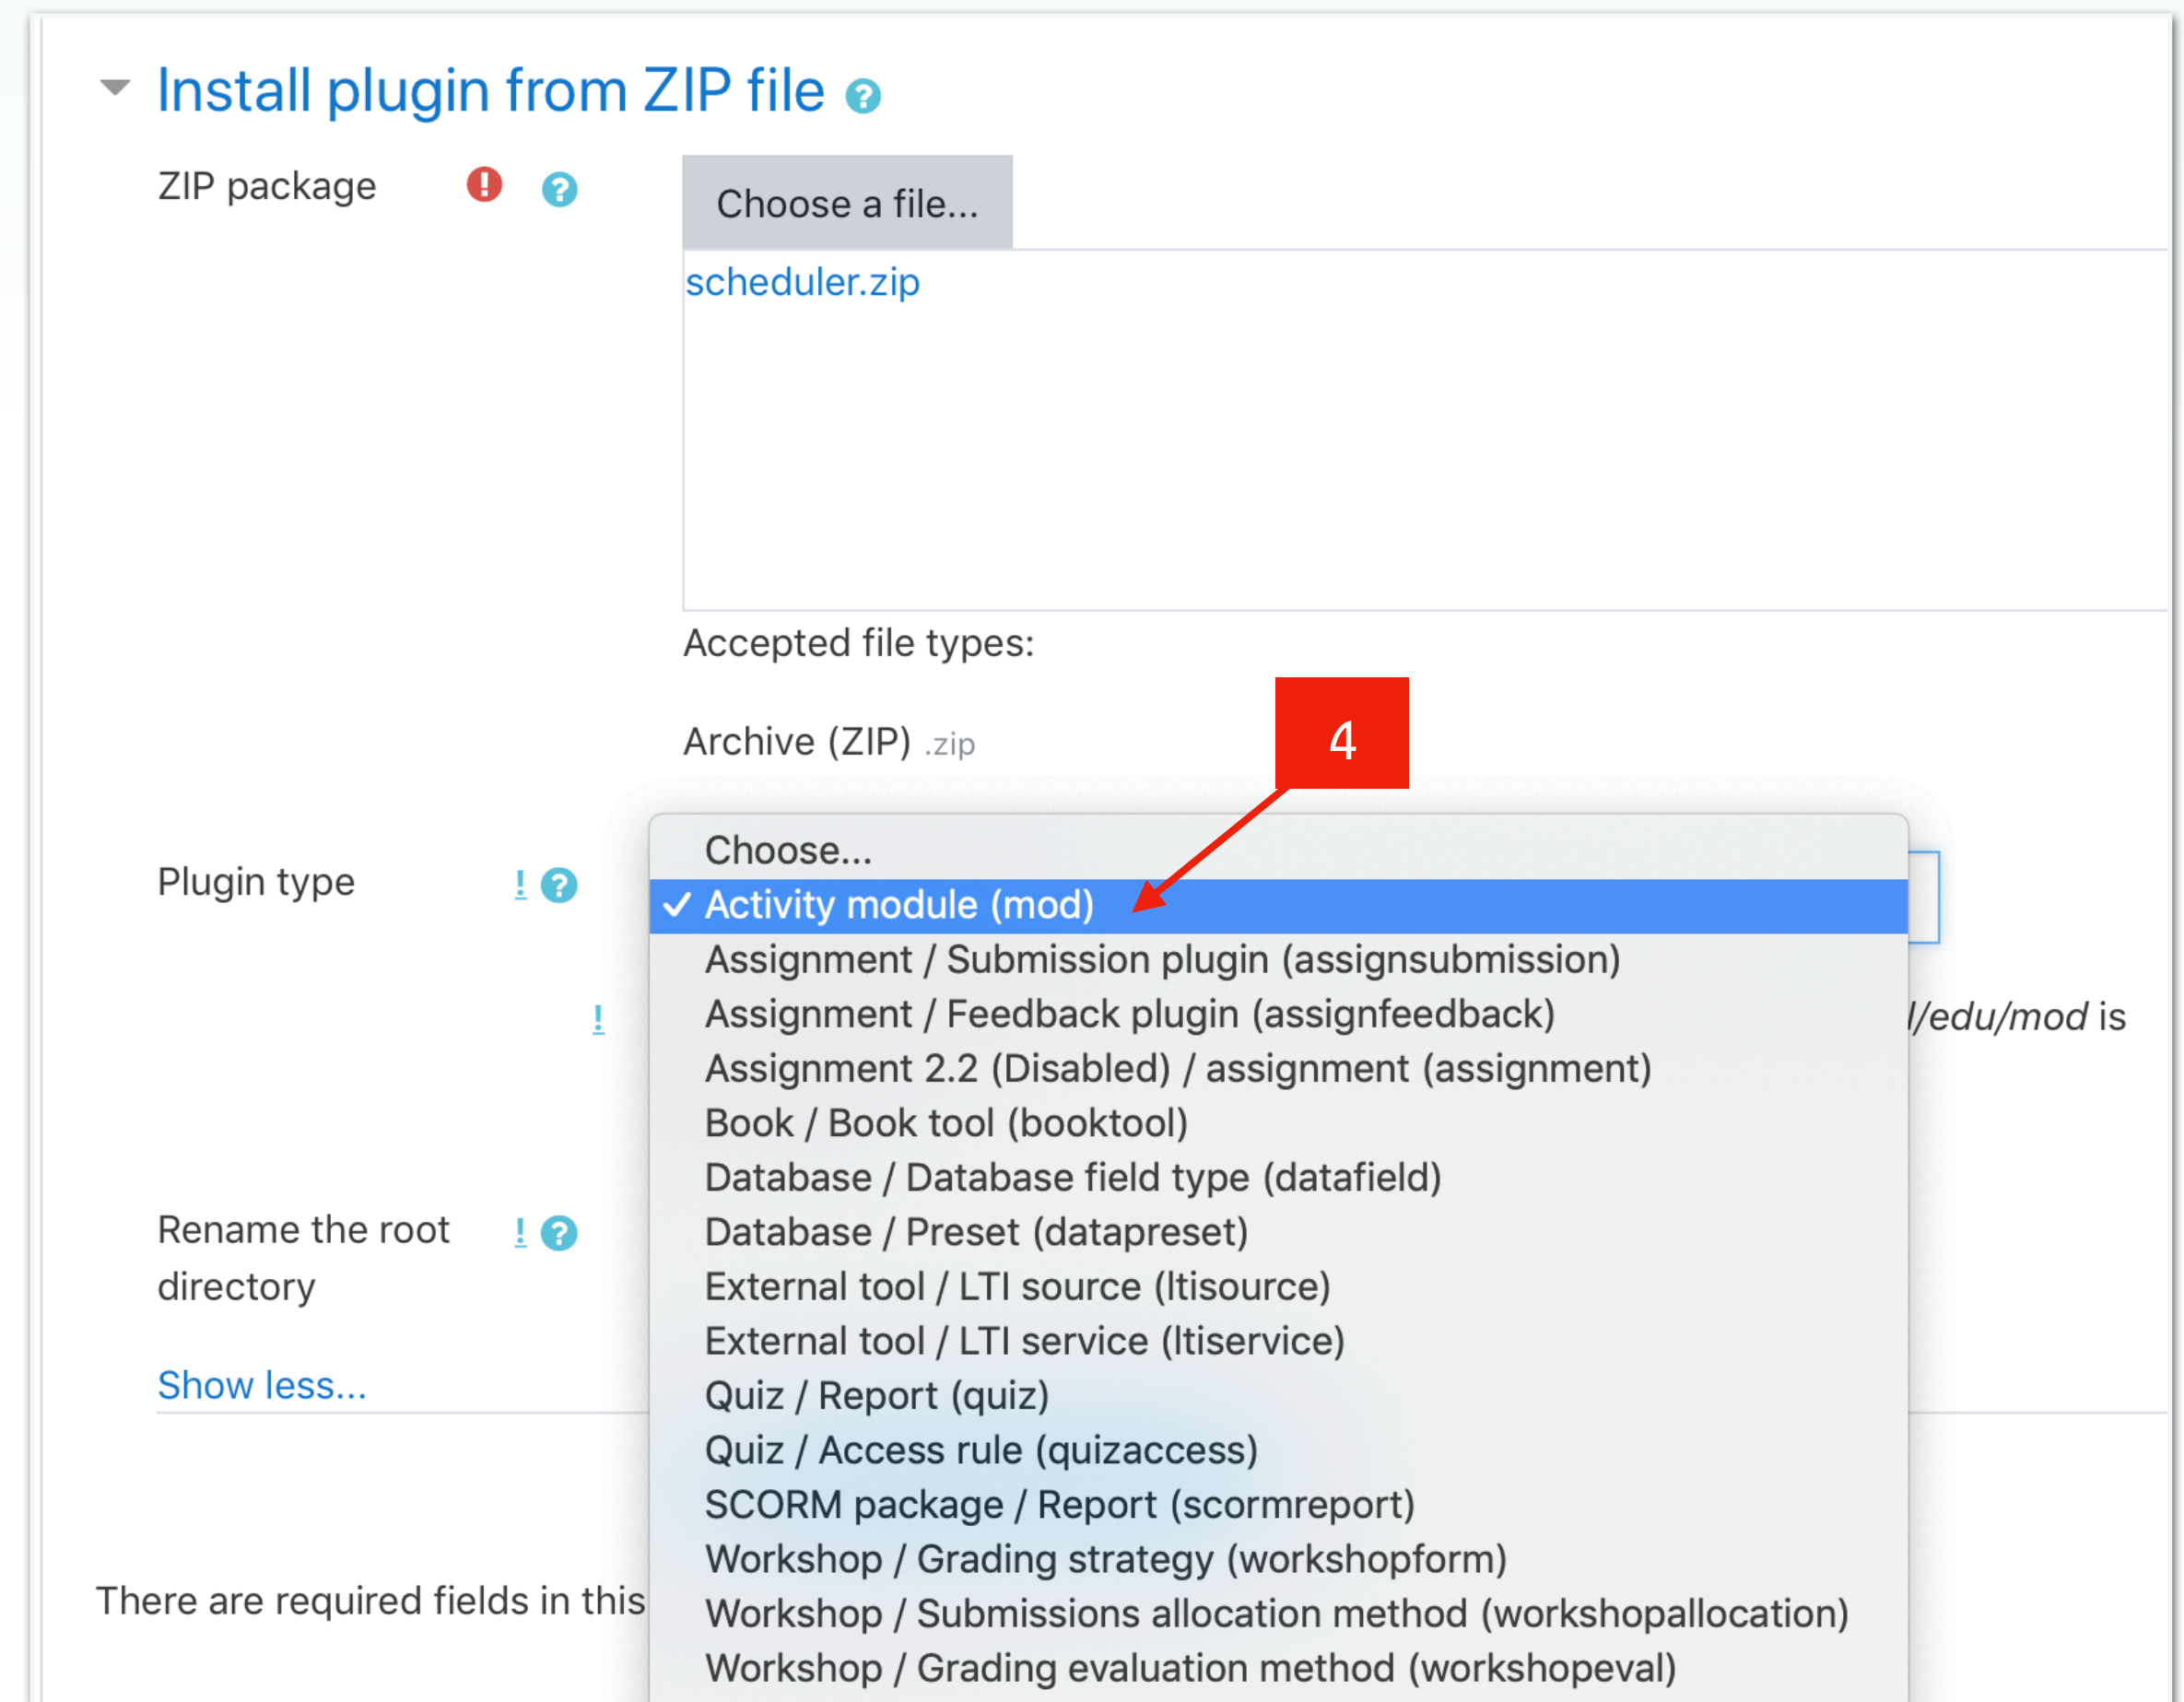 Install plugin from ZIP file ?
ZIP package ! ?
Choose a file...
scheduler.zip
Accepted file types:
Archive (ZIP) .zip
4
Plugin type ! ?
Choose...
✓ Activity module (mod)
Assignment / Submission plugin (assignsubmission)
Assignment / Feedback plugin (assignfeedback)
! l/edu/mod is
Assignment 2.2 (Disabled) / assignment (assignment)
Book / Book tool (booktool)
Database / Database field type (datafield)
Database / Preset (datapreset)
Rename the root ! ?
directory
External tool / LTI source (ltisource)
External tool / LTI service (ltiservice)
Show less...
Quiz / Report (quiz)
Quiz / Access rule (quizaccess)
SCORM package / Report (scormreport)
Workshop / Grading strategy (workshopform)
There are required fields in this
Workshop / Submissions allocation method (workshopallocation)
Workshop / Grading evaluation method (workshopeval)